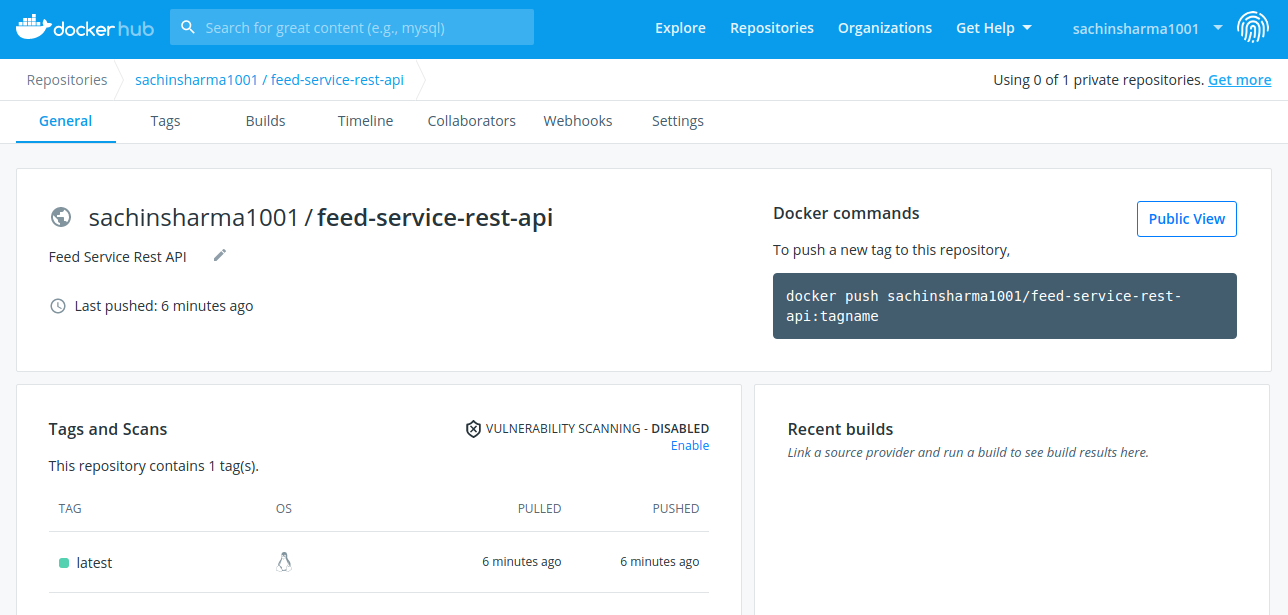 docker hub
Search for great content (e.g., mysql)
Explore
Repositories
Organizations
Get Help
sachinsharma1001
Repositories
sachinsharma1001 / feed-service-rest-api
Using 0 of 1 private repositories. Get more
General
Tags
Builds
Timeline
Collaborators
Webhooks
Settings
sachinsharma1001 / feed-service-rest-api
Feed Service Rest API
Last pushed: 6 minutes ago
Docker commands
Public View
To push a new tag to this repository,
docker push sachinsharma1001/feed-service-rest-
api:tagname
Tags and Scans
VULNERABILITY SCANNING - DISABLED
Enable
This repository contains 1 tag(s).
TAG
OS
PULLED
PUSHED
latest
6 minutes ago
6 minutes ago
Recent builds
Link a source provider and run a build to see build results here.